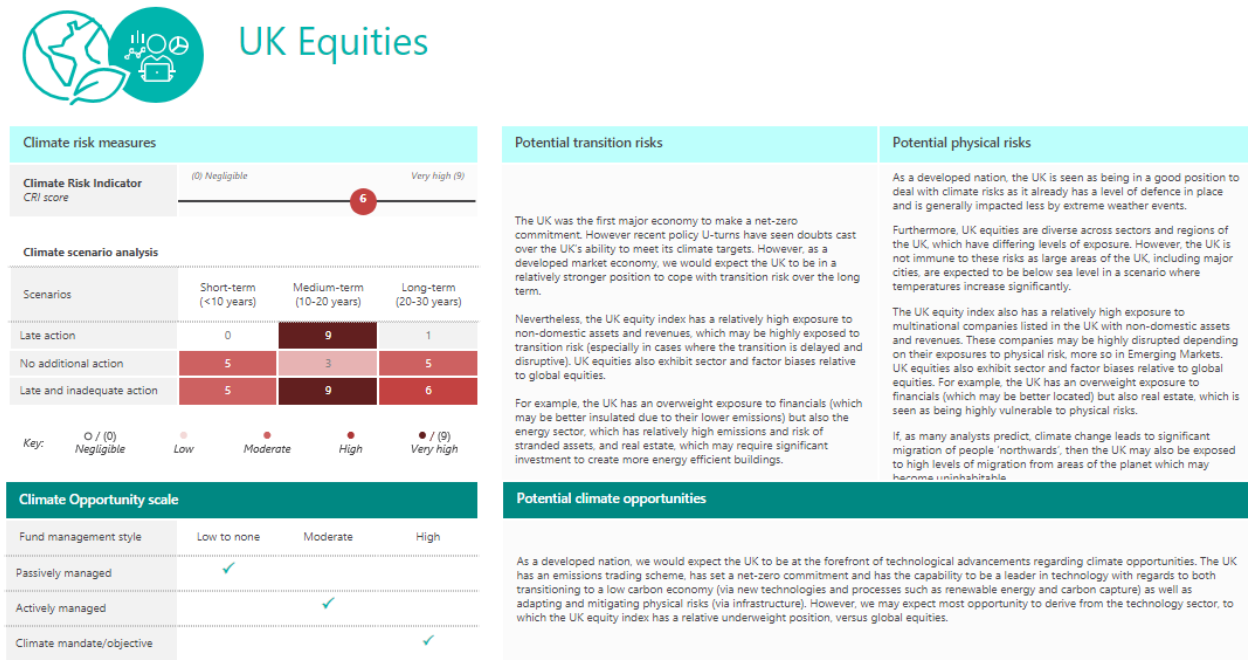 UK Equities
Climate risk measures
Climate Risk Indicator
CRI score
(0) Negligible
Very high (9)
6
Climate scenario analysis
Scenarios
Short-term
(<10 years)
Medium-term
(10-20 years)
Long-term
(20-30 years)
Late action
0
9
1
No additional action
5
3
5
Late and inadequate action
5
9
6
Key:
/ (0)
Negligible
Low
Moderate
High
/ (9)
Very high
Potential transition risks
The UK was the first major economy to make a net-zero
commitment. However recent policy U-turns have seen doubts cast
over the UK's ability to meet its climate targets. However, as a
developed market economy, we would expect the UK to be in a
relatively stronger position to cope with transition risk over the long
term.
Nevertheless, the UK equity index has a relatively high exposure to
non-domestic assets and revenues, which may be highly exposed to
transition risk (especially in cases where the transition is delayed and
disruptive). UK equities also exhibit sector and factor biases relative
to global equities.
For example, the UK has an overweight exposure to financials (which
may be better insulated due to their lower emissions) but also the
energy sector, which has relatively high emissions and risk of
stranded assets, and real estate, which may require significant
investment to create more energy efficient buildings.
Potential physical risks
As a developed nation, the UK is seen as being in a good position to
deal with climate risks as it already has a level of defence in place
and is generally impacted less by extreme weather events.
Furthermore, UK equities are diverse across sectors and regions of
the UK, which have differing levels of exposure. However, the UK is
not immune to these risks as large areas of the UK, including major
cities, are expected to be below sea level in a scenario where
temperatures increase significantly.
The UK equity index also has a relatively high exposure to
multinational companies listed in the UK with non-domestic assets
and revenues. These companies may be highly disrupted depending
on their exposures to physical risk, more so in Emerging Markets.
UK equities also exhibit sector and factor biases relative to global
equities. For example, the UK has an overweight exposure to
financials (which may be better located) but also real estate, which is
seen as being highly vulnerable to physical risks.
If, as many analysts predict, climate change leads to significant
migration of people 'northwards', then the UK may also be exposed
to high levels of migration from areas of the planet which may
become uninhabitable
Climate Opportunity scale
Fund management style
Low to none
Moderate
High
Passively managed
✓
Actively managed
✓
Climate mandate/objective
✓
Potential climate opportunities
As a developed nation, we would expect the UK to be at the forefront of technological advancements regarding climate opportunities. The UK
has an emissions trading scheme, has set a net-zero commitment and has the capability to be a leader in technology with regards to both
transitioning to a low carbon economy (via new technologies and processes such as renewable energy and carbon capture) as well as
adapting and mitigating physical risks (via infrastructure). However, we may expect most opportunity to derive from the technology sector, to
which the UK equity index has a relative underweight position, versus global equities.